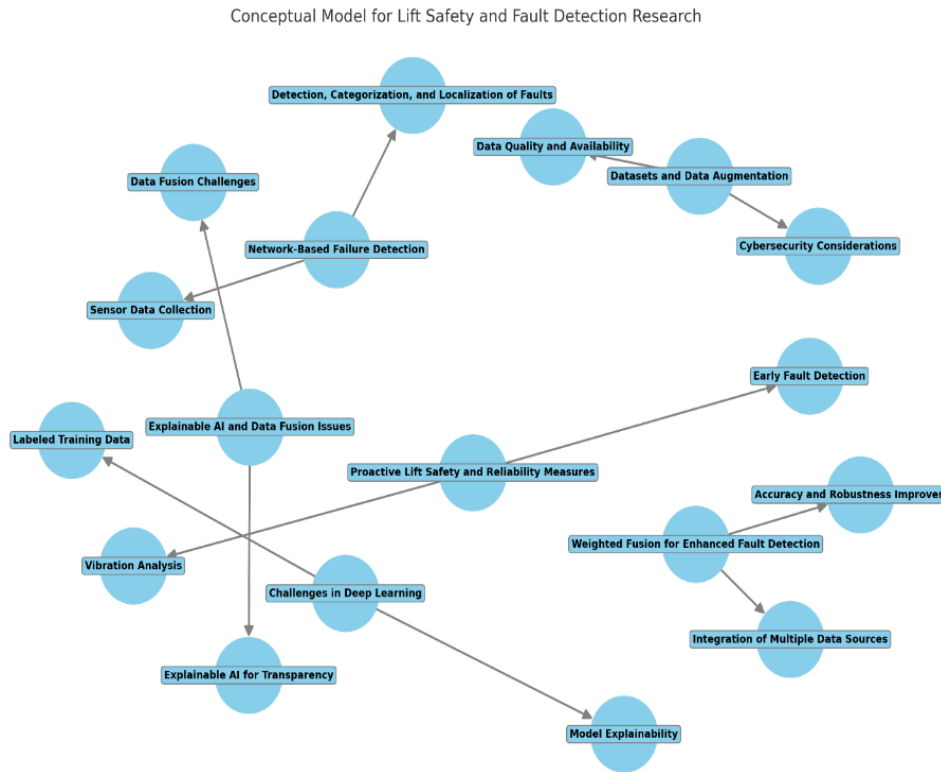 Conceptual Model for Lift Safety and Fault Detection Research
Detection, Categorization, and Localization of Faults
Data Quality and Availability
Datasets and Data Augmentation
Data Fusion Challenges
Network-Based Failure Detection
Cybersecurity Considerations
Sensor Data Collection
Early Fault Detection
Explainable AI and Data Fusion Issues
Labeled Training Data
Proactive Lift Safety and Reliability Measures
Accuracy and Robustness Improver
Weighted Fusion for Enhanced Fault Detection
Vibration Analysis
Challenges in Deep Learning
Integration of Multiple Data Sources
Explainable AI for Transparency
Model Explainability